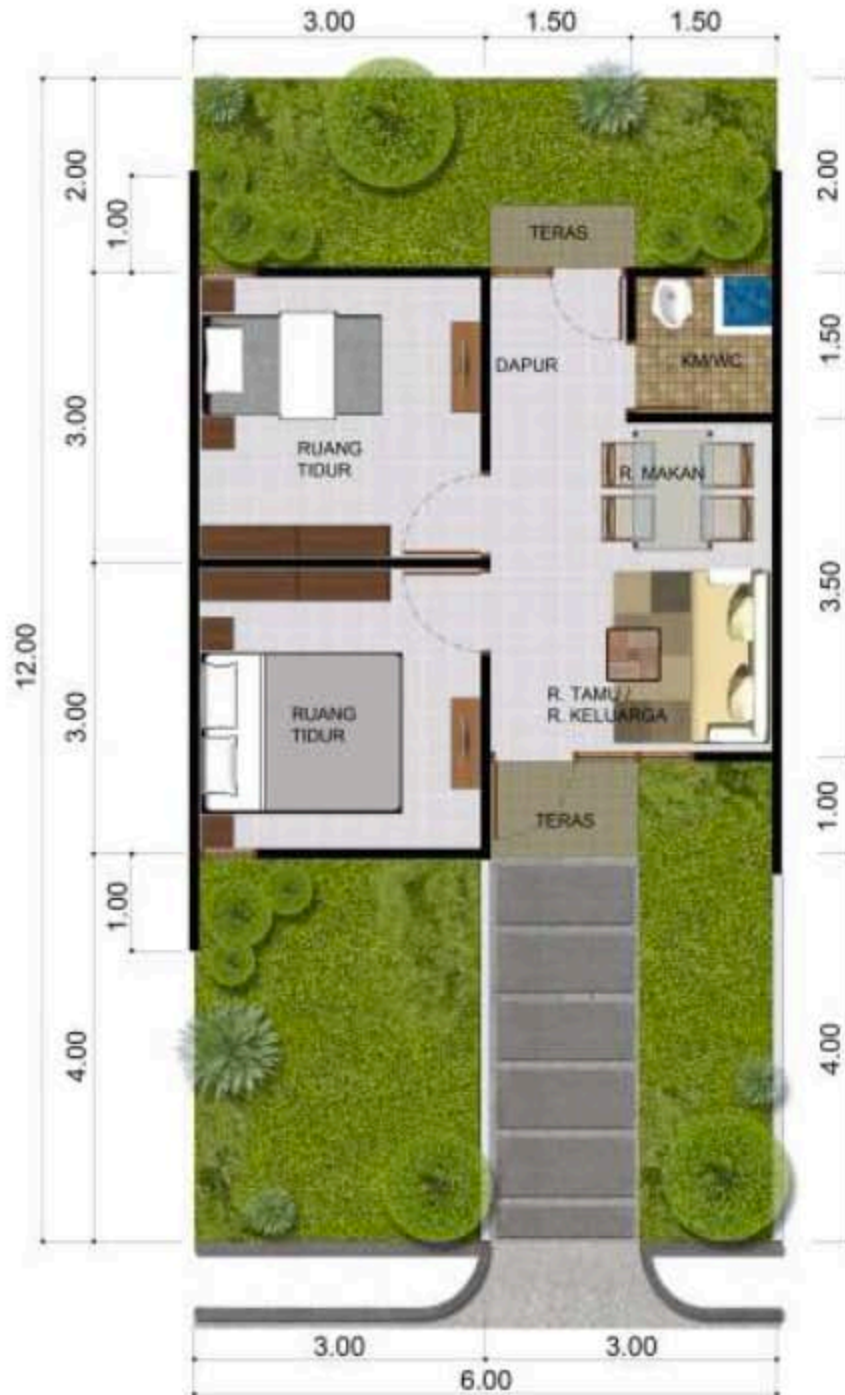 3.00 1.50 1.50
2.00
1.00
3.00
12.00
3.00
1.00
4.00
TERAS
DAPUR
KM/WC
RUANG
TIDUR
R. MAKAN
RUANG
TIDUR
R. TAMU /
R. KELUARGA
TERAS
2.00
1.50
3.50
1.00
4.00
3.00 3.00
6.00